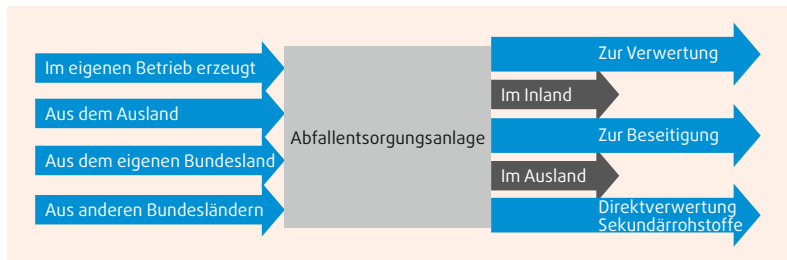 Im eigenen Betrieb erzeugt
Aus dem Ausland
Aus dem eigenen Bundesland
Aus anderen Bundesländern
Abfallentsorgungsanlage
Zur Verwertung
Im Inland
Zur Beseitigung
Im Ausland
Direktverwertung
Sekundärrohstoffe